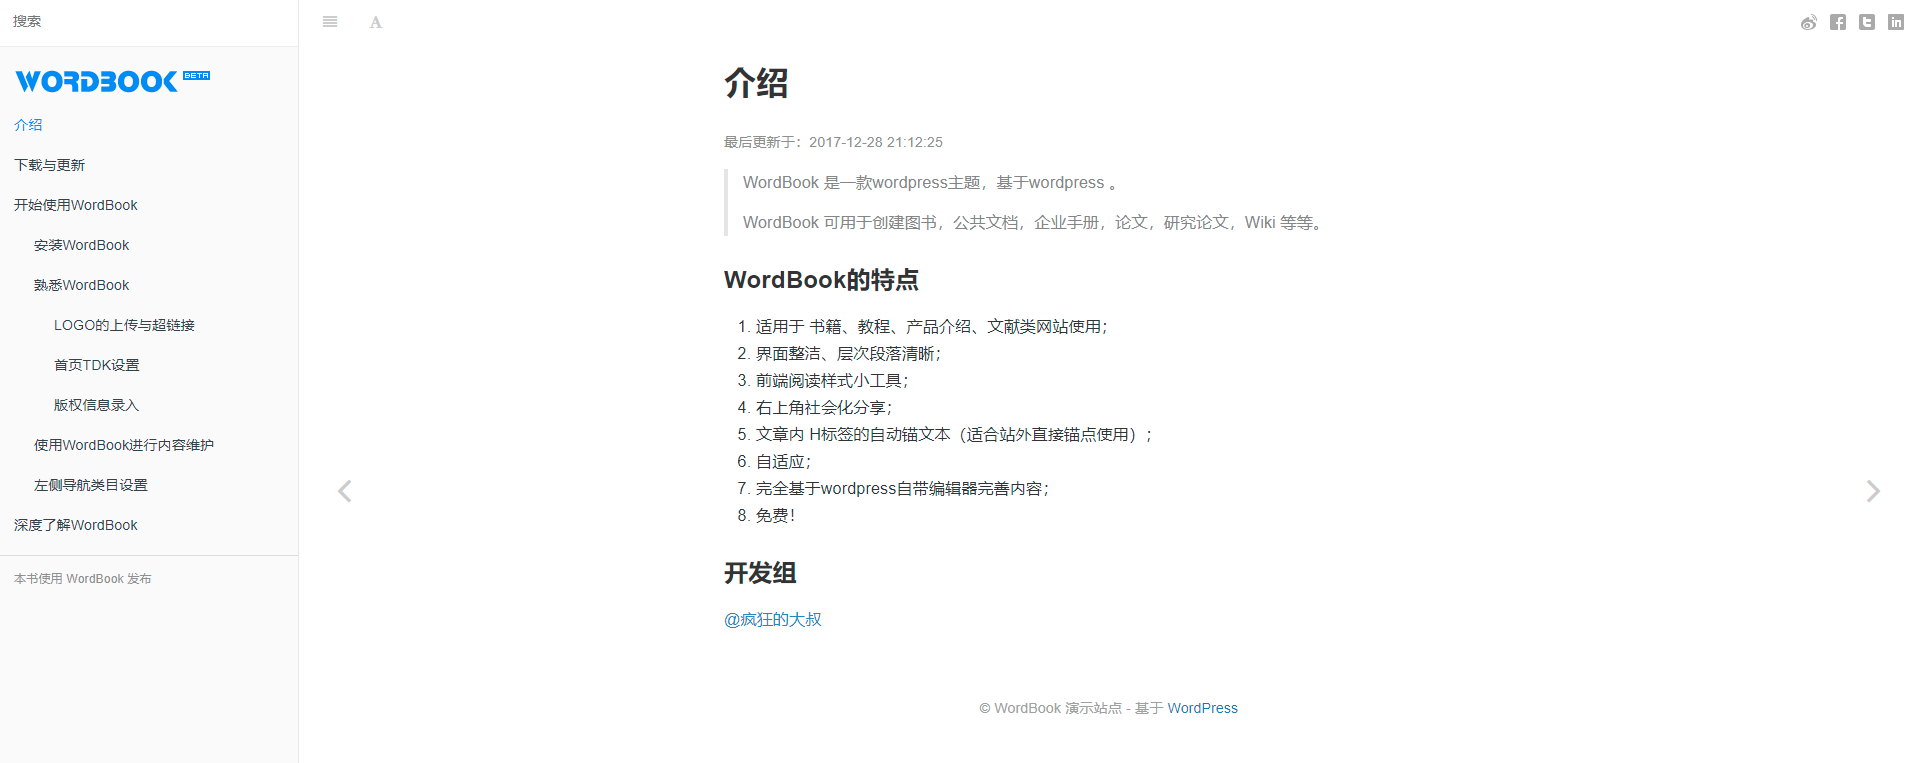 搜索
WORDBOOK BETA
介绍
下载与更新
开始使用WordBook
安装WordBook
熟悉WordBook
LOGO的上传与超链接
首页TDK设置
版权信息录入
使用WordBook进行内容维护
左侧导航类目设置
深度了解WordBook
本书使用 WordBook 发布
A
介绍
最后更新于：2017-12-28 21:12:25
WordBook 是一款wordpress主题，基于wordpress 。
WordBook 可用于创建图书，公共文档，企业手册，论文，研究论文，Wiki 等等。
WordBook的特点
1. 适用于 书籍、教程、产品介绍、文献类网站使用；
2. 界面整洁、层次段落清晰；
3. 前端阅读样式小工具；
4. 右上角社会化分享；
5. 文章内 H标签的自动锚文本（适合站外直接锚点使用）；
6. 自适应；
7. 完全基于wordpress自带编辑器完善内容；
8. 免费！
开发组
@疯狂的大叔
© WordBook 演示站点 - 基于 WordPress